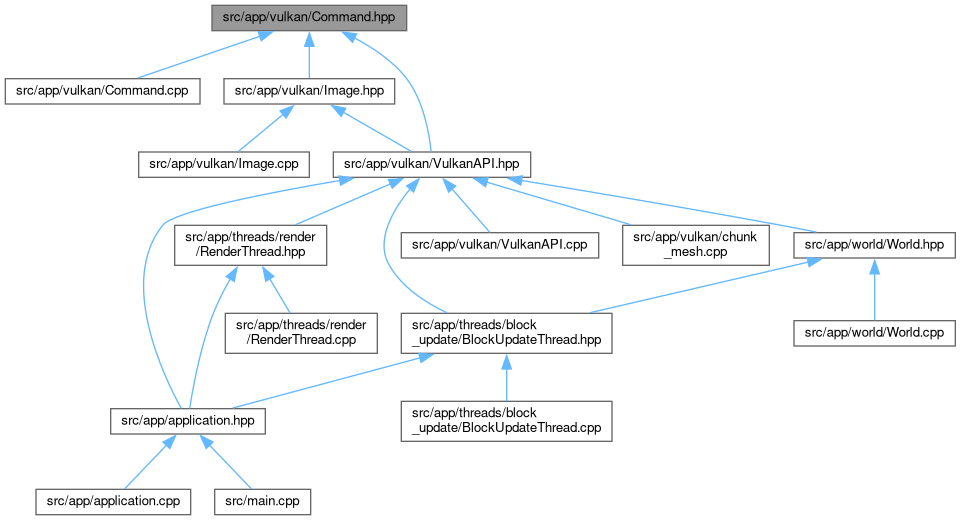 src/app/vulkan/Command.hpp
src/app/vulkan/Command.cpp
src/app/vulkan/Image.hpp
src/app/vulkan/Image.cpp
src/app/vulkan/VulkanAPI.hpp
src/app/threads/render
/RenderThread.hpp
src/app/vulkan/VulkanAPI.cpp
src/app/vulkan/chunk
_mesh.cpp
src/app/world/World.hpp
src/app/threads/render
/RenderThread.cpp
src/app/threads/block
_update/BlockUpdateThread.hpp
src/app/world/World.cpp
src/app/application.hpp
src/app/threads/block
_update/BlockUpdateThread.cpp
src/app/application.cpp
src/main.cpp